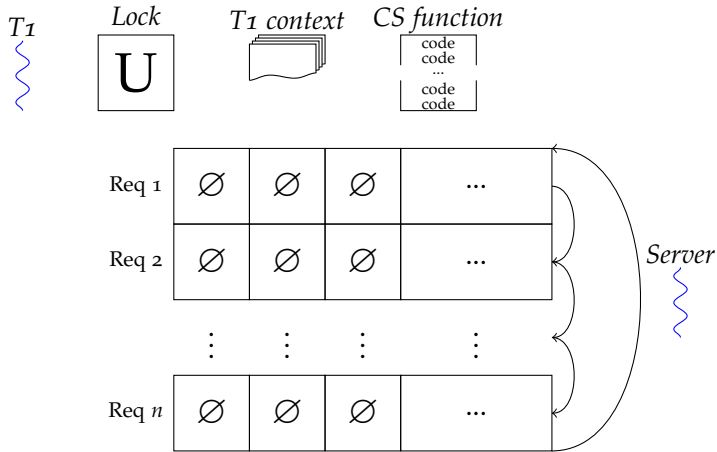 T1
Lock
T1 context
CS function
U
code
code
...
code
code
Req 1 ∅ ∅ ∅ ...
Req 2 ∅ ∅ ∅ ...
Server
⋮ ⋮ ⋮ ⋮
Req n ∅ ∅ ∅ ...